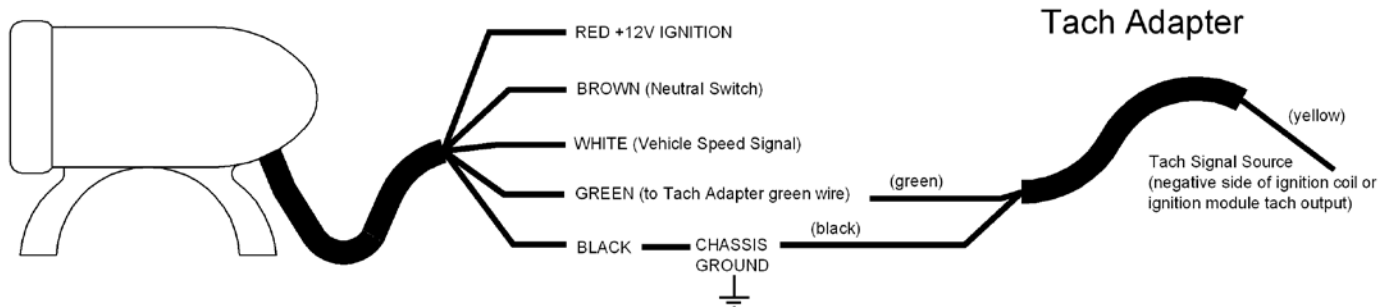 Tach Adapter
RED +12V IGNITION
BROWN (Neutral Switch)
WHITE (Vehicle Speed Signal)
GREEN (to Tach Adapter green wire)
(green)
BLACK
CHASSIS
GROUND
(black)
(yellow)
Tach Signal Source
(negative side of ignition coil or
ignition module tach output)